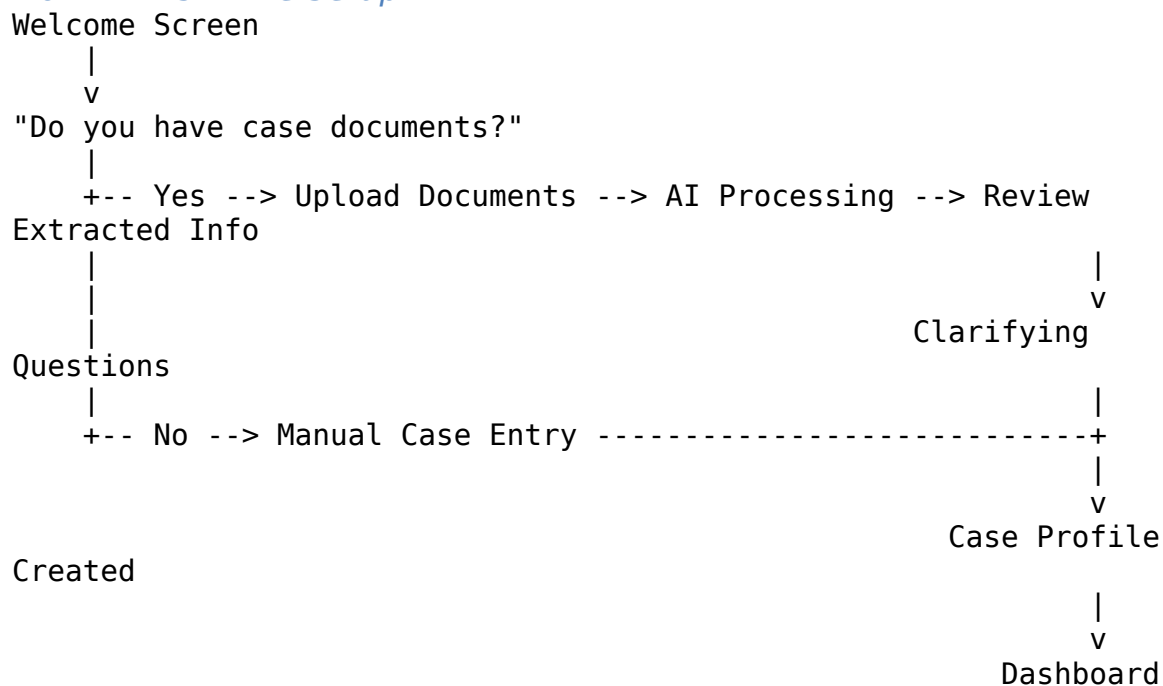 Welcome Screen
|
v
"Do you have case documents?"
|
+-- Yes --> Upload Documents --> AI Processing --> Review
Extracted Info
| |
| v
| Clarifying
Questions
| |
+-- No --> Manual Case Entry ----------------------------+
|
v
Case Profile
Created
|
v
Dashboard